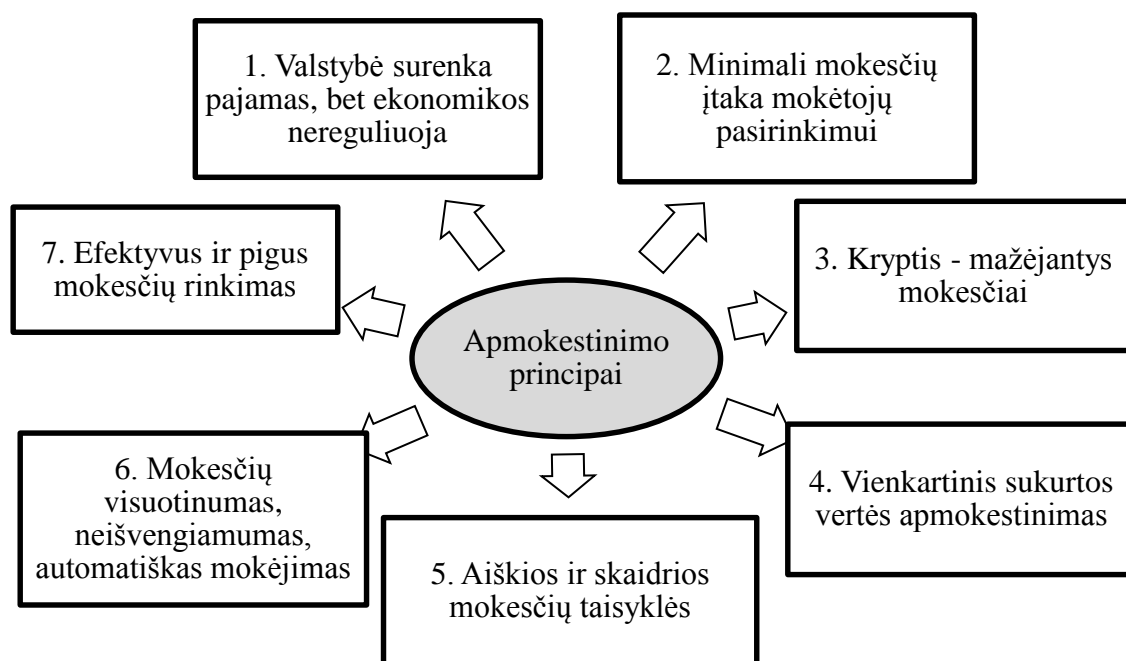 1. Valstybė surenka
pajamas, bet ekonomikos
nereguliuoja
2. Minimali mokesčių
įtaka mokėtojų
pasirinkimui
7. Efektyvus ir pigus
mokesčių rinkimas
3. Kryptis - mažėjantys
mokesčiai
Apmokestinimo
principai
6. Mokesčių
visuotinumas,
neišvengiamumas,
automatiškas mokėjimas
4. Vienkartinis sukurtos
vertės apmokestinimas
5. Aiškios ir skaidrios
mokesčių taisyklės